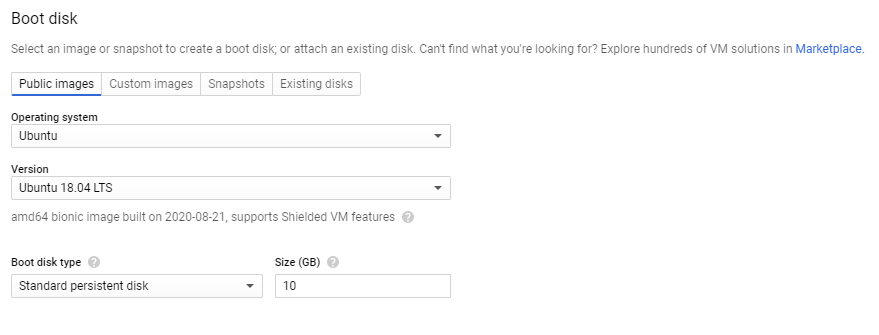 Boot disk
Select an image or snapshot to create a boot disk; or attach an existing disk. Can't find what you're looking for? Explore hundreds of VM solutions in Marketplace.
Public images Custom images Snapshots Existing disks
Operating system
Ubuntu
Version
Ubuntu 18.04 LTS
amd64 bionic image built on 2020-08-21, supports Shielded VM features ?
Boot disk type ? Size (GB) ?
Standard persistent disk 10